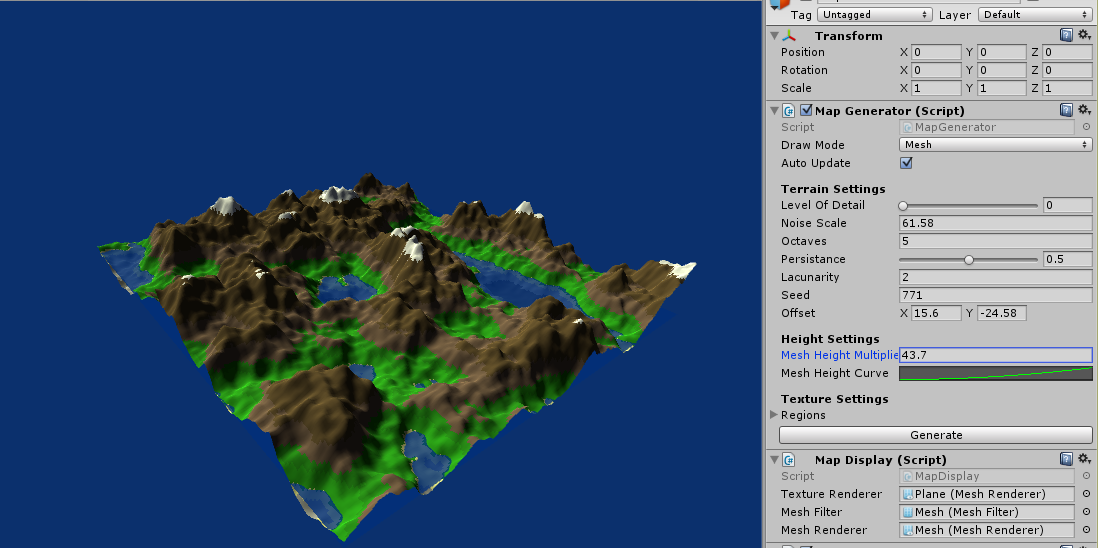 Tag Untagged Layer Default
Transform
Position X 0 Y 0 Z 0
Rotation X 0 Y 0 Z 0
Scale X 1 Y 1 Z 1
Map Generator (Script)
Script MapGenerator
Draw Mode Mesh
Auto Update
Terrain Settings
Level Of Detail 0
Noise Scale 61.58
Octaves 5
Persistance 0.5
Lacunarity 2
Seed 771
Offset X 15.6 Y -24.58
Height Settings
Mesh Height Multiplie 43.7
Mesh Height Curve
Texture Settings
Regions
Generate
Map Display (Script)
Script MapDisplay
Texture Renderer Plane (Mesh Renderer)
Mesh Filter Mesh (Mesh Filter)
Mesh Renderer Mesh (Mesh Renderer)